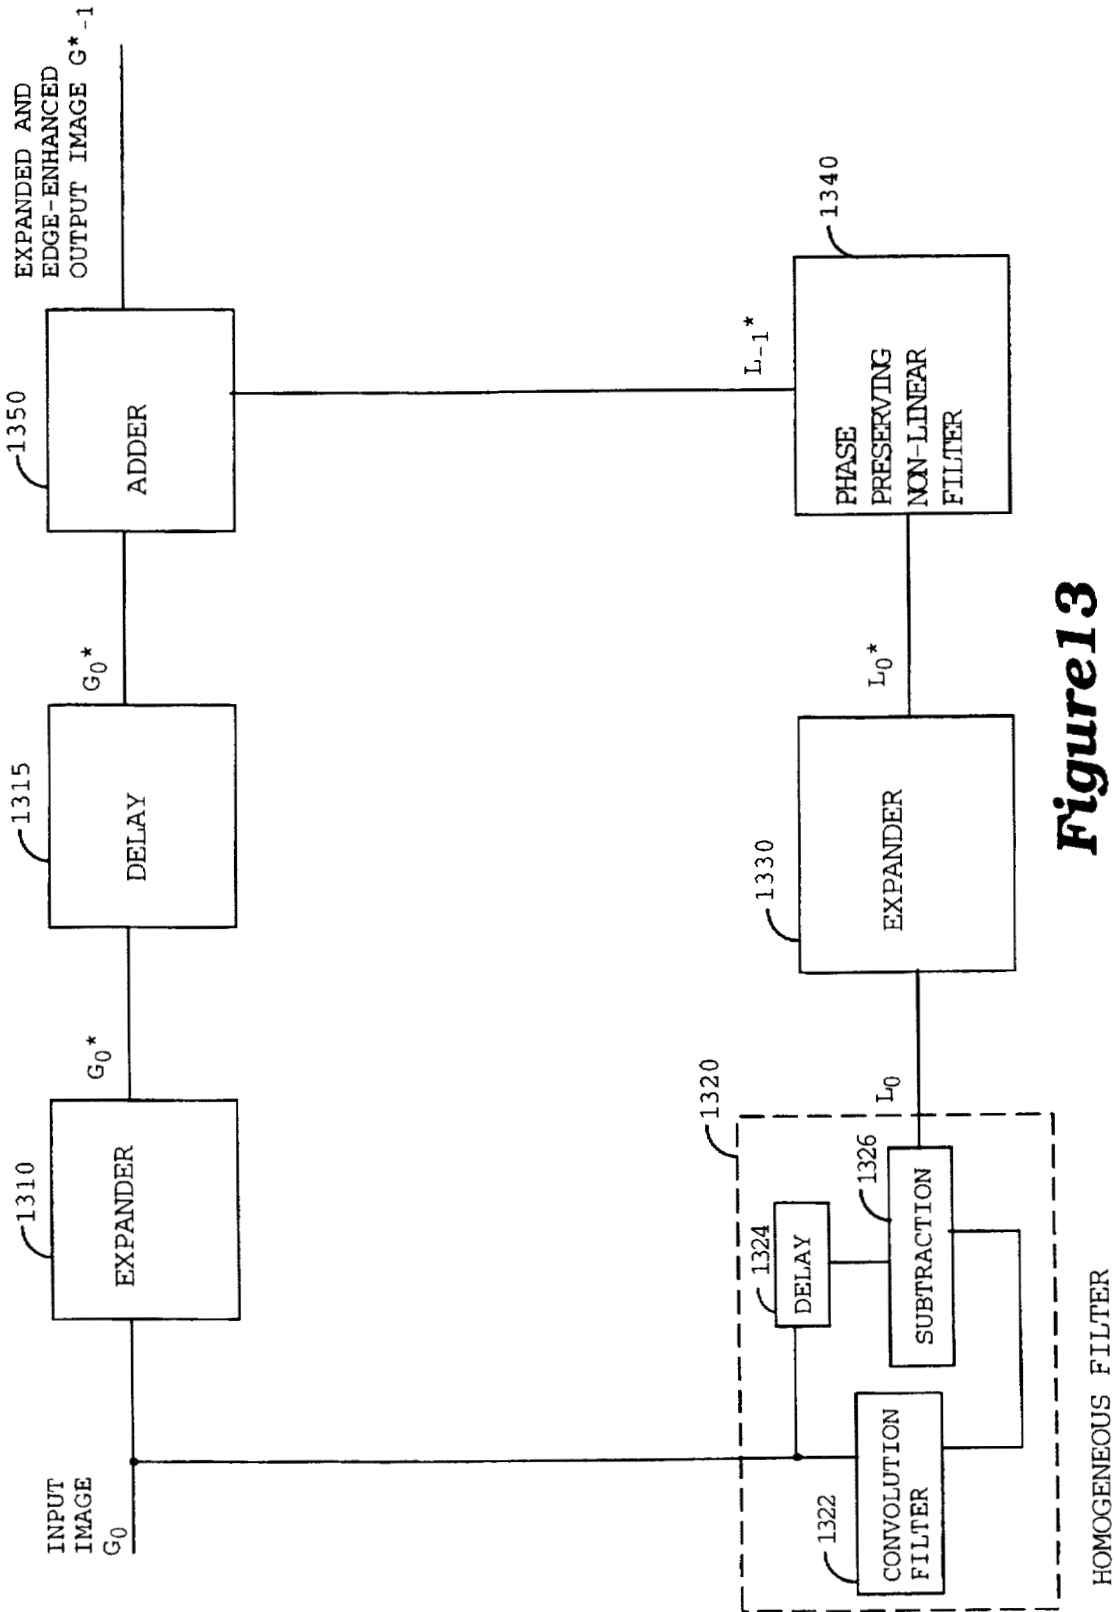 INPUT
IMAGE
G0
1310
EXPANDER
G0*
1315
DELAY
G0*
1350
ADDER
EXPANDED AND
EDGE-ENHANCED
OUTPUT IMAGE G*-1
1320
1322
CONVOLUTION
FILTER
1324
DELAY
1326
SUBTRACTION
L0
1330
EXPANDER
L0*
1340
PHASE
PRESERVING
NON-LINEAR
FILTER
L-1*
HOMOGENEOUS FILTER
Figure13